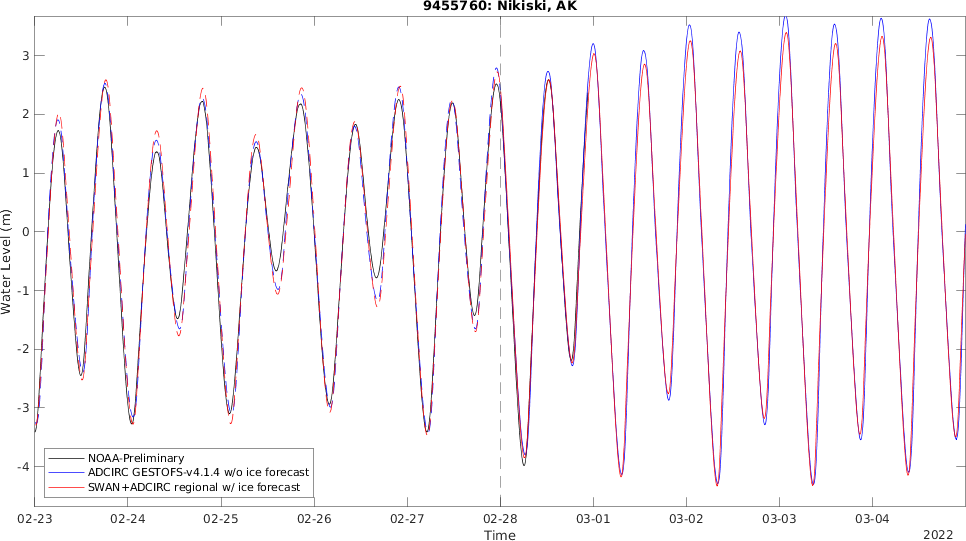 9455760: Nikiski, AK
Water Level (m)
3
2
1
0
-1
-2
-3
-4
NOAA-Preliminary
ADCIRC GESTOFS-v4.1.4 w/o ice forecast
SWAN+ADCIRC regional w/ ice forecast
02-23 02-24 02-25 02-26 02-27 02-28 03-01 03-02 03-03 03-04
Time
2022